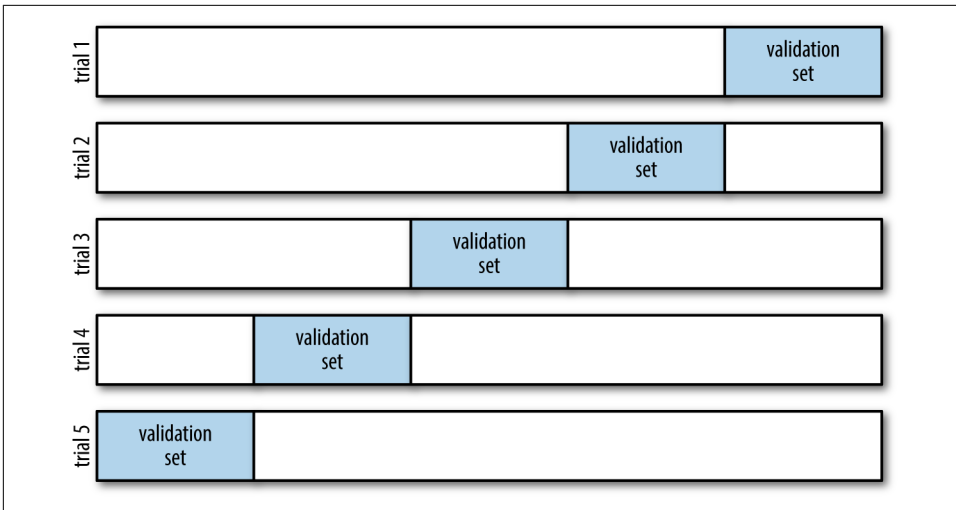 trial 1
validation
set
trial 2
validation
set
trial 3
validation
set
trial 4
validation
set
trial 5
validation
set